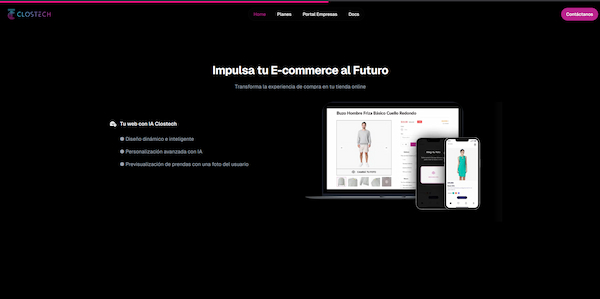 CLOSTECH
Home
Planes
Portal Empresas
Docs
Contáctanos
Impulsa tu E-commerce al Futuro
Transforma la experiencia de compra en tu tienda online
Tu web con IA Clostech
Diseño dinámico e inteligente
Personalización avanzada con IA
Previsualización de prendas con una foto del usuario
Buzo Hombre Friza Básico Cuello Redondo